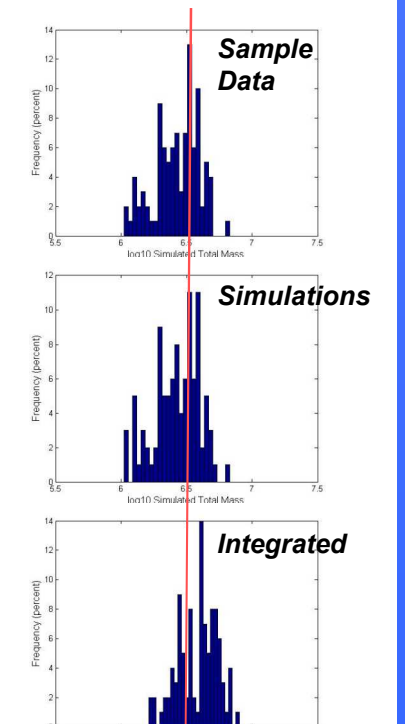 Sample
Data
14
12
10
8
6
4
2
0
Frequency (percent)
5.5 6 6.5 7 7.5
log10 Simulated Total Mass
Simulations
12
10
8
6
4
2
0
Frequency (percent)
5.5 6 6.5 7 7.5
log10 Simulated Total Mass
Integrated
14
12
10
8
6
4
2
Frequency (percent)